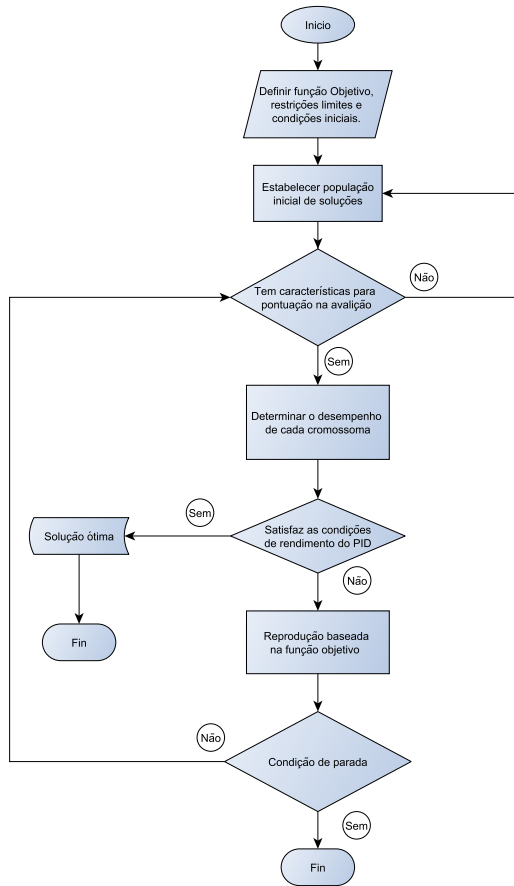 Inicio
Definir função Objetivo,
restrições limites e
condições iniciais.
Estabelecer população
inicial de soluções
Tem características para
pontuação na avalição
Não
Sem
Determinar o desempenho
de cada cromossoma
Satisfaz as condições
de rendimento do PID
Sem
Solução ótima
Não
Fin
Reprodução baseada
na função objetivo
Não
Condição de parada
Sem
Fin